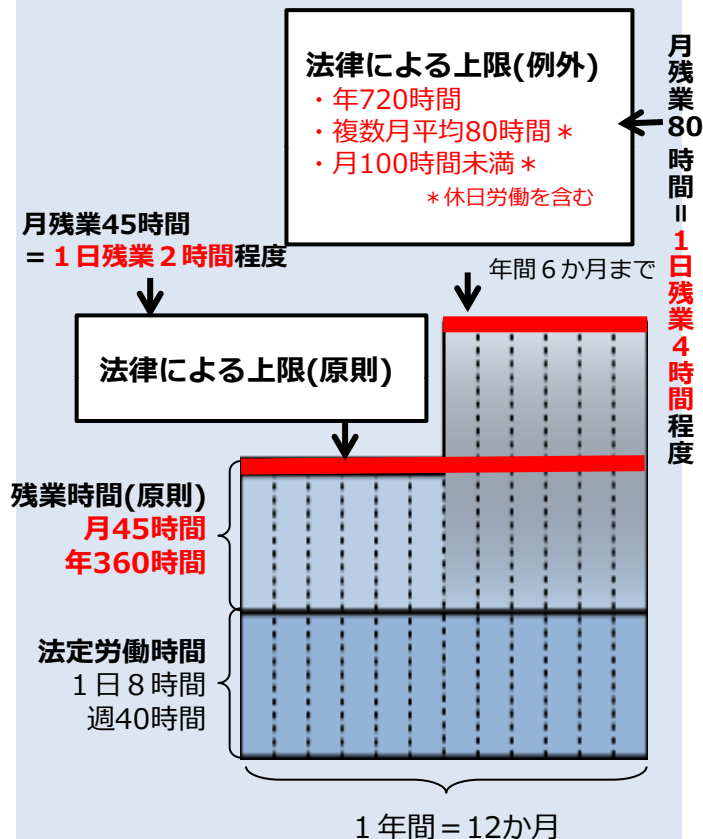 法律による上限(例外)
・年720時間
・複数月平均80時間＊
・月100時間未満＊
＊休日労働を含む
月残業80時間＝１日残業４時間程度
月残業45時間
=１日残業２時間程度
年間６か月まで
法律による上限(原則)
残業時間(原則)
月45時間
年360時間
法定労働時間
１日８時間
週40時間
１年間＝12か月